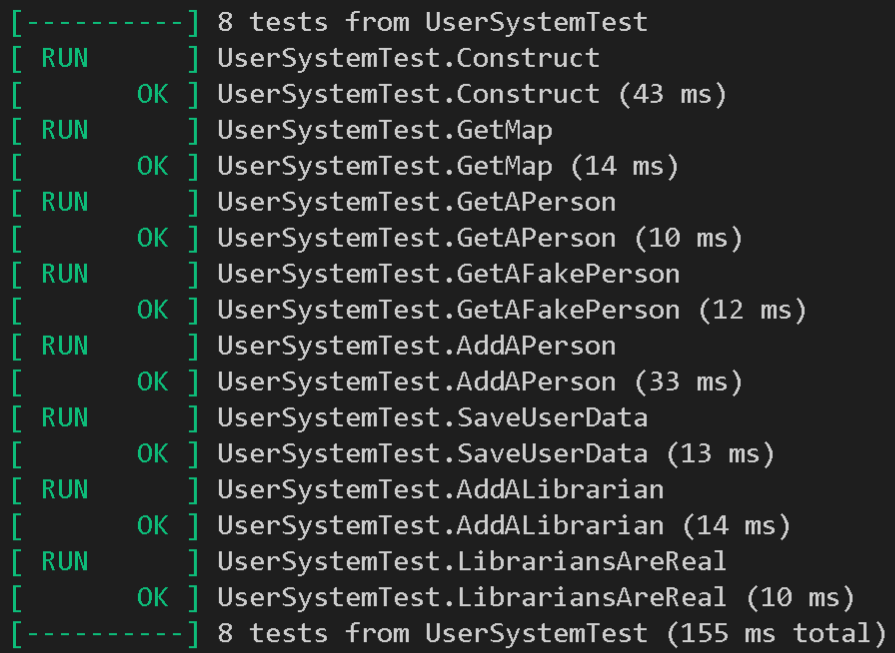 [----------] 8 tests from UserSystemTest
[ RUN      ] UserSystemTest.Construct
[       OK ] UserSystemTest.Construct (43 ms)
[ RUN      ] UserSystemTest.GetMap
[       OK ] UserSystemTest.GetMap (14 ms)
[ RUN      ] UserSystemTest.GetAPerson
[       OK ] UserSystemTest.GetAPerson (10 ms)
[ RUN      ] UserSystemTest.GetAFakePerson
[       OK ] UserSystemTest.GetAFakePerson (12 ms)
[ RUN      ] UserSystemTest.AddAPerson
[       OK ] UserSystemTest.AddAPerson (33 ms)
[ RUN      ] UserSystemTest.SaveUserData
[       OK ] UserSystemTest.SaveUserData (13 ms)
[ RUN      ] UserSystemTest.AddALibrarian
[       OK ] UserSystemTest.AddALibrarian (14 ms)
[ RUN      ] UserSystemTest.LibrariansAreReal
[       OK ] UserSystemTest.LibrariansAreReal (10 ms)
[----------] 8 tests from UserSystemTest (155 ms total)